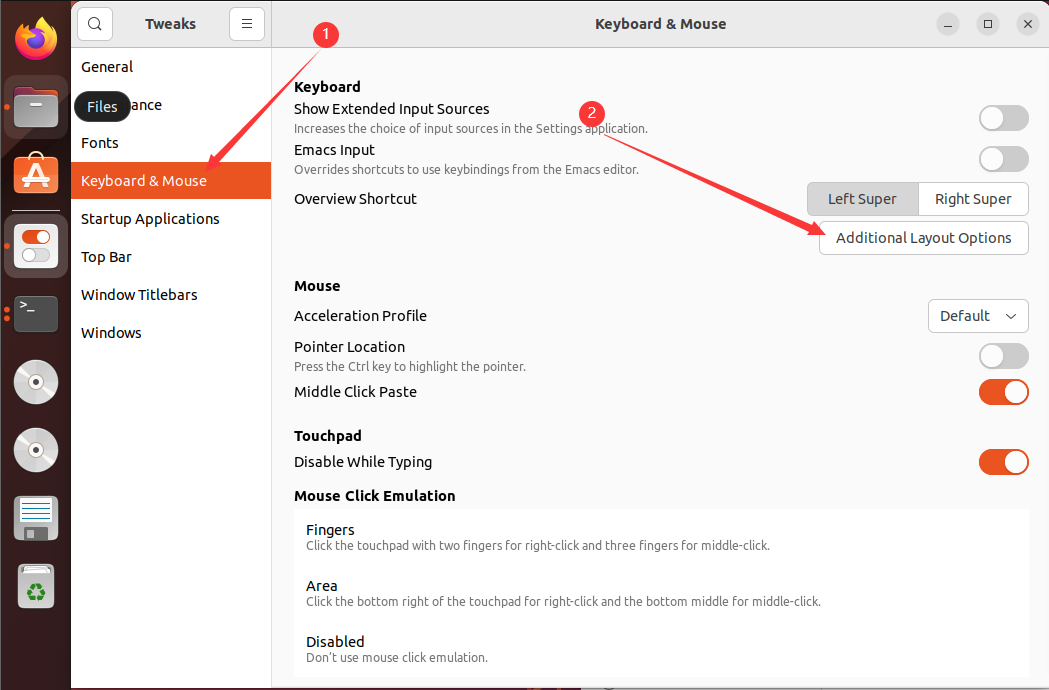 Tweaks
Keyboard & Mouse
1
General
Files
ance
Fonts
Keyboard & Mouse
Startup Applications
Top Bar
Window Titlebars
Windows
>_
Keyboard
Show Extended Input Sources
Increases the choice of input sources in the Settings application.
2
Emacs Input
Overrides shortcuts to use keybindings from the Emacs editor.
Overview Shortcut
Left Super
Right Super
Additional Layout Options
Mouse
Acceleration Profile
Default
Pointer Location
Press the Ctrl key to highlight the pointer.
Middle Click Paste
Touchpad
Disable While Typing
Mouse Click Emulation
Fingers
Click the touchpad with two fingers for right-click and three fingers for middle-click.
Area
Click the bottom right of the touchpad for right-click and the bottom middle for middle-click.
Disabled
Don't use mouse click emulation.